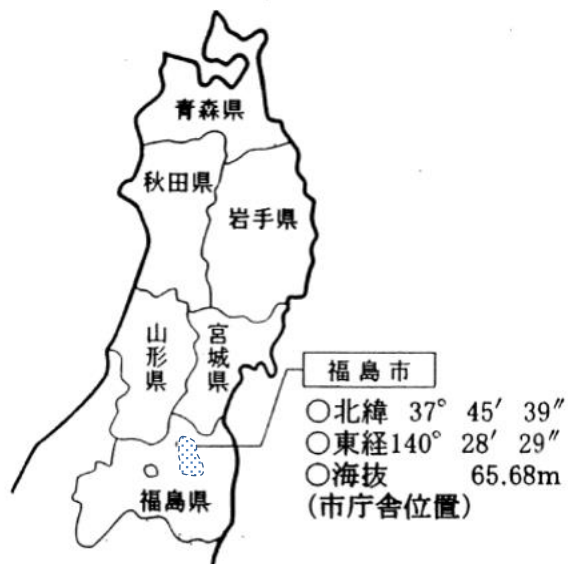 青森県
秋田県
岩手県
山形県
宮城県
福島市
○北緯 37° 45′ 39″
○東経140° 28′ 29″
○海抜 65.68m
(市庁舎位置)
福島県